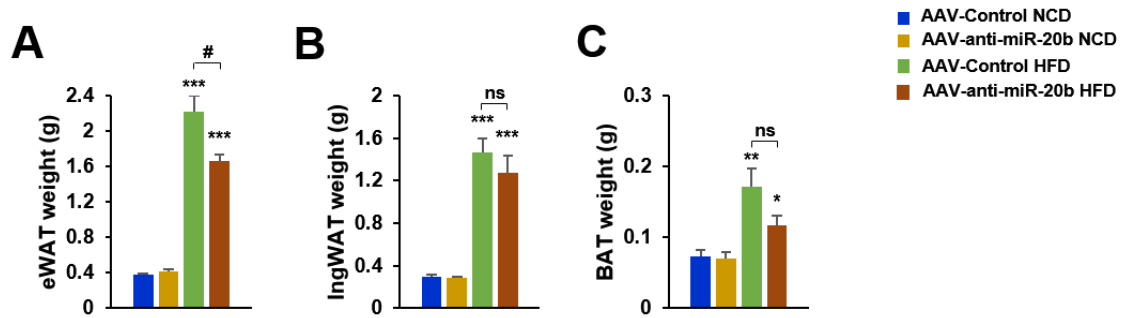 A
B
C
AAV-Control NCD
AAV-anti-miR-20b NCD
AAV-Control HFD
AAV-anti-miR-20b HFD
eWAT weight (g)
2.4
2
1.6
1.2
0.8
0.4
0
#
***
***
IngWAT weight (g)
2
1.6
1.2
0.8
0.4
0
ns
***
***
BAT weight (g)
0.3
0.2
0.1
0
ns
**
*